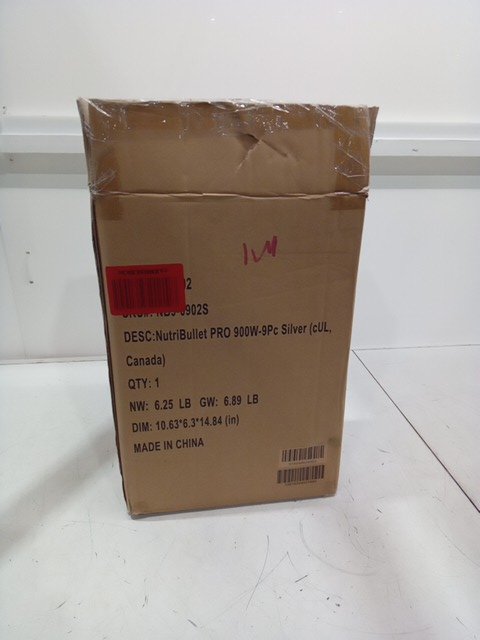 02
DESC:NutriBullet PRO 900W-9Pc Silver (cUL,
Canada)
QTY: 1
NW: 6.25 LB GW: 6.89 LB
DIM: 10.63*6.3*14.84 (in)
MADE IN CHINA